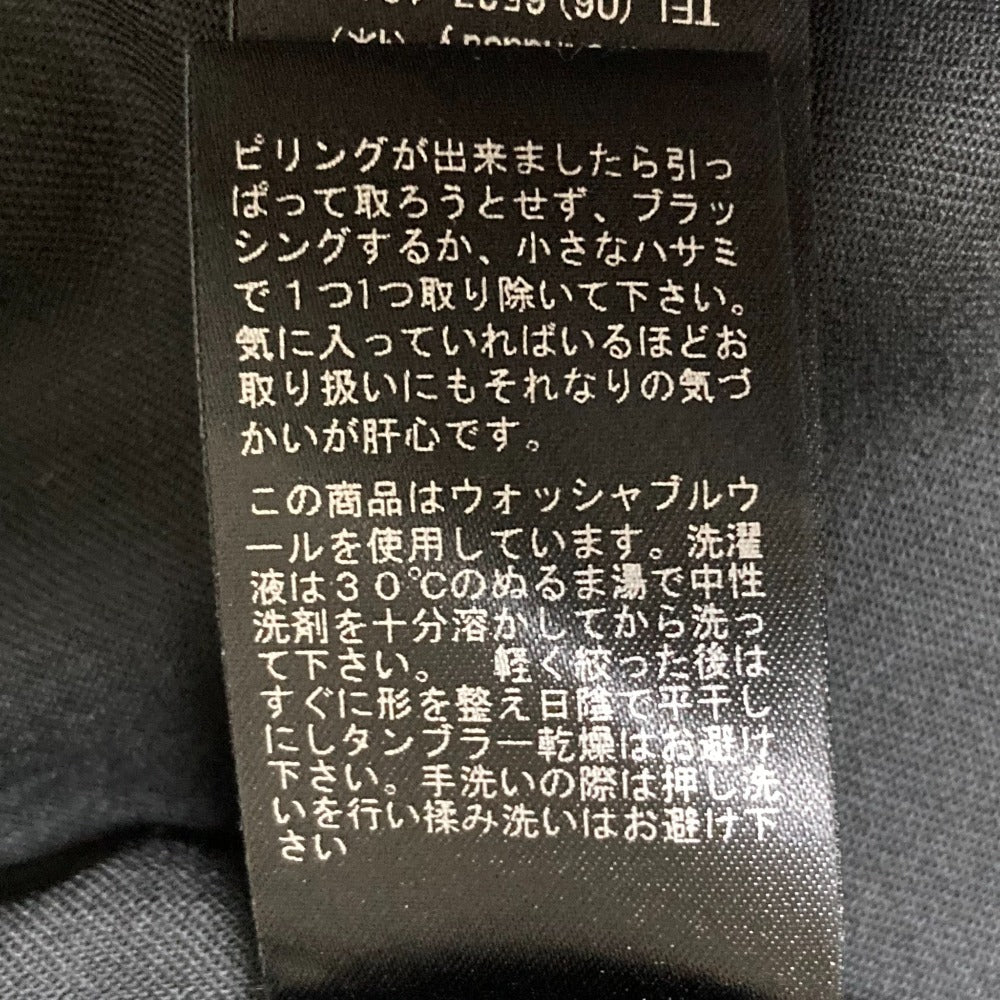 TEL (06) 6537
ピリングが出来ましたら引っ
ぱって取ろうとせず、ブラッ
シングするか、小さなハサミ
で1つ1つ取り除いて下さい。
気に入っていればいるほどお
取り扱いにもそれなりの気づ
かいが肝心です。
この商品はウォッシャブルウ
ールを使用しています。洗濯
液は30℃のぬるま湯で中性
洗剤を十分溶かしてから洗っ
て下さい。 軽く絞った後は
すぐに形を整え日陰で平干し
にしタンブラー乾燥はお避け
下さい。手洗いの際は押し洗
いを行い揉み洗いはお避け下
さい